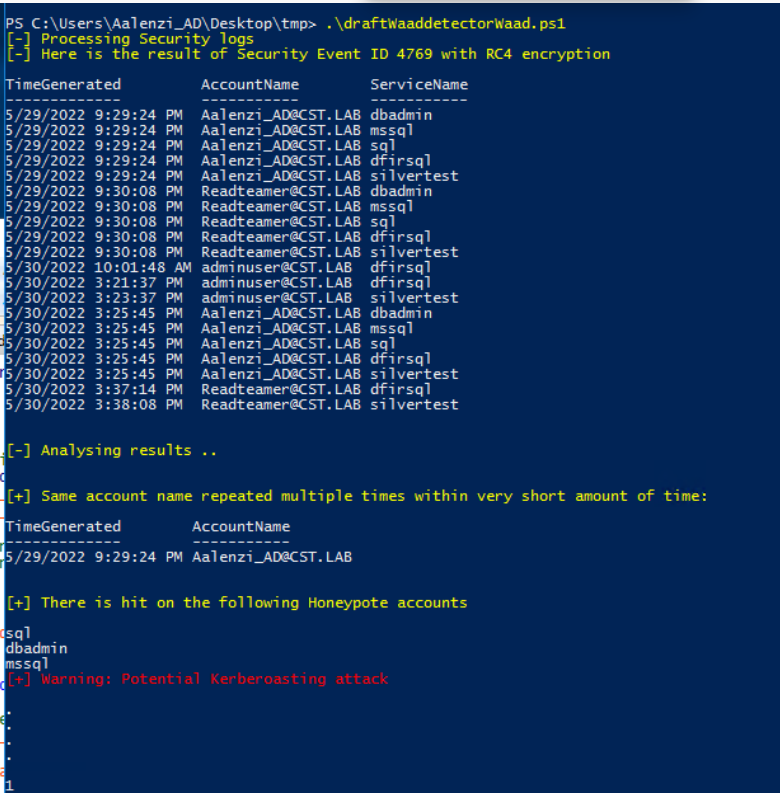 PS C:\Users\Aalenzi_AD\Desktop\tmp> .\draftWaaddetectorWaad.ps1
[-] Processing Security logs
[-] Here is the result of Security Event ID 4769 with RC4 encryption
TimeGenerated AccountName ServiceName
------------- ----------- -----------
5/29/2022 9:29:24 PM Aalenzi_AD@CST.LAB dbadmin
5/29/2022 9:29:24 PM Aalenzi_AD@CST.LAB mssql
5/29/2022 9:29:24 PM Aalenzi_AD@CST.LAB sql
5/29/2022 9:29:24 PM Aalenzi_AD@CST.LAB dfirsql
5/29/2022 9:29:24 PM Aalenzi_AD@CST.LAB silvertest
5/29/2022 9:30:08 PM Readteamer@CST.LAB dbadmin
5/29/2022 9:30:08 PM Readteamer@CST.LAB mssql
5/29/2022 9:30:08 PM Readteamer@CST.LAB sql
5/29/2022 9:30:08 PM Readteamer@CST.LAB dfirsql
5/29/2022 9:30:08 PM Readteamer@CST.LAB silvertest
5/30/2022 10:01:48 AM adminuser@CST.LAB dfirsql
5/30/2022 3:21:37 PM adminuser@CST.LAB dfirsql
5/30/2022 3:23:37 PM adminuser@CST.LAB silvertest
5/30/2022 3:25:45 PM Aalenzi_AD@CST.LAB dbadmin
5/30/2022 3:25:45 PM Aalenzi_AD@CST.LAB mssql
5/30/2022 3:25:45 PM Aalenzi_AD@CST.LAB sql
5/30/2022 3:25:45 PM Aalenzi_AD@CST.LAB dfirsql
5/30/2022 3:25:45 PM Aalenzi_AD@CST.LAB silvertest
5/30/2022 3:37:14 PM Readteamer@CST.LAB dfirsql
5/30/2022 3:38:08 PM Readteamer@CST.LAB silvertest
[-] Analysing results ..
[+] Same account name repeated multiple times within very short amount of time:
TimeGenerated AccountName
------------- -----------
5/29/2022 9:29:24 PM Aalenzi_AD@CST.LAB
[+] There is hit on the following Honeypote accounts
sql
dbadmin
mssql
[+] Warning: Potential Kerberoasting attack
.
.
.
.
1